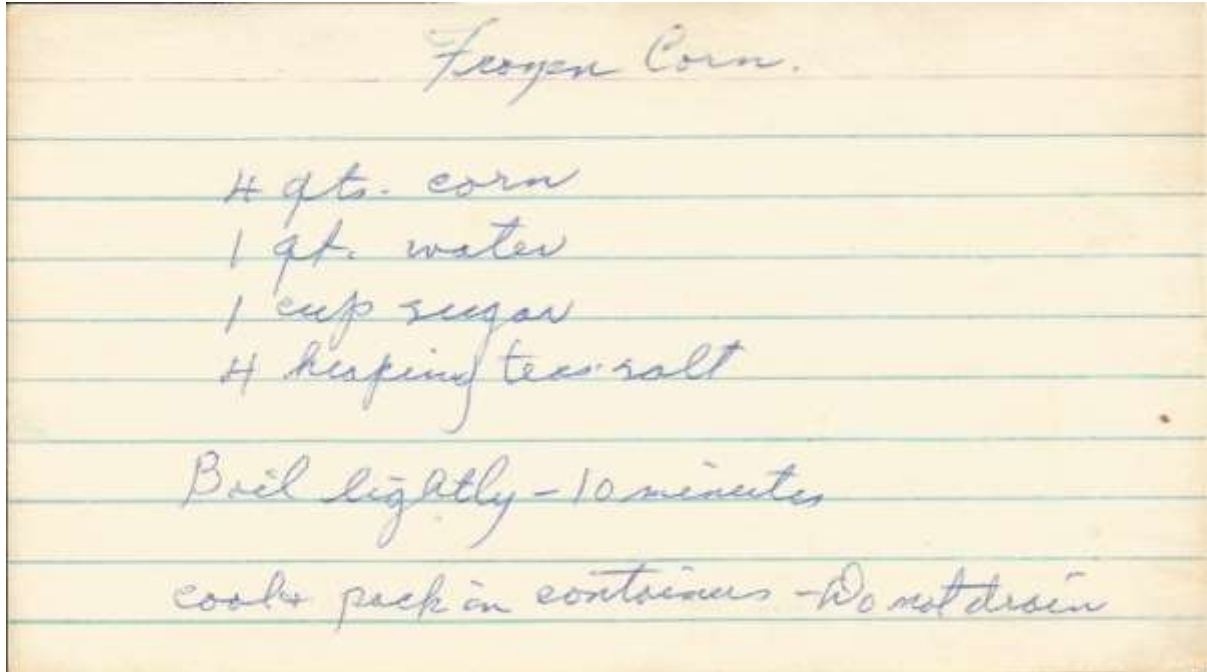 Frozen Corn.
4 qts. corn
1 qt. water
1 cup sugar
4 heaping teas. salt
Boil lightly - 10 minutes
cool & pack in containers - Do not drain